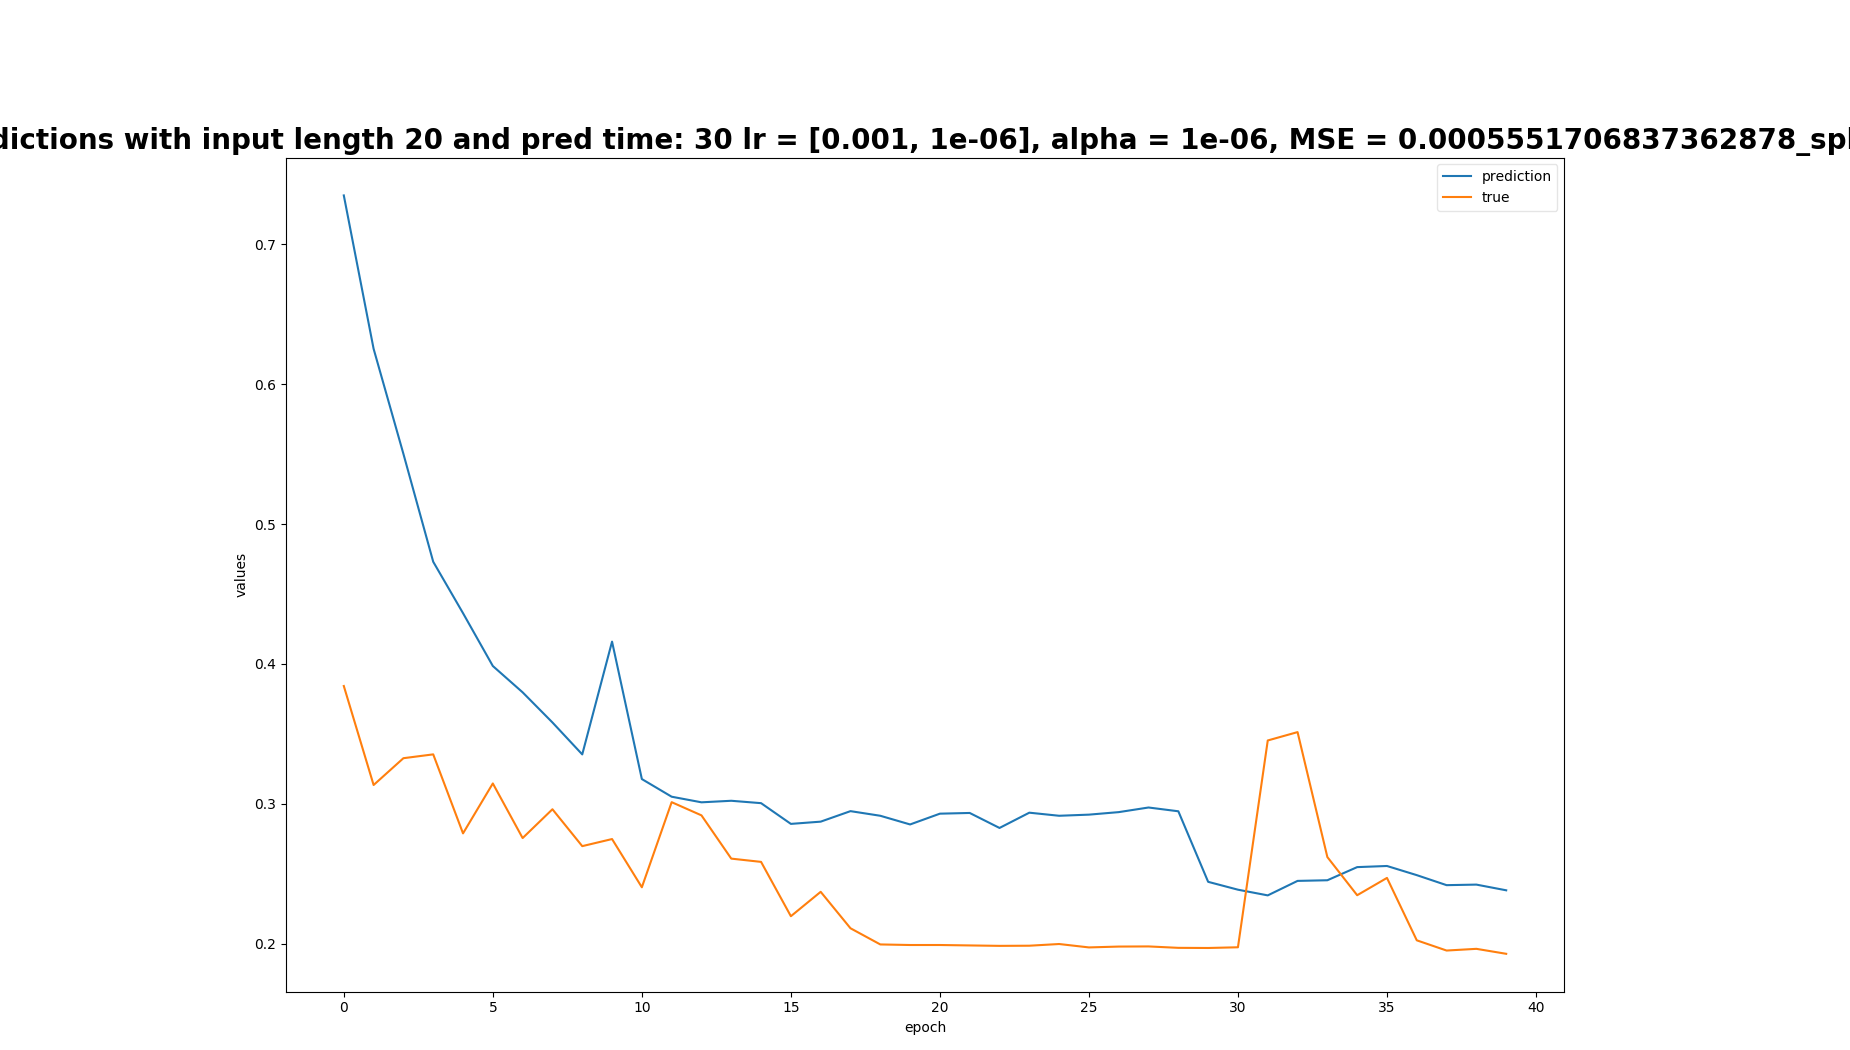 dictions with input length 20 and pred time: 30 lr = [0.001, 1e-06], alpha = 1e-06, MSE = 0.0005551706837362878_spl
prediction
true
0.7
0.6
0.5
0.4
0.3
0.2
values
0 5 10 15 20 25 30 35 40
epoch